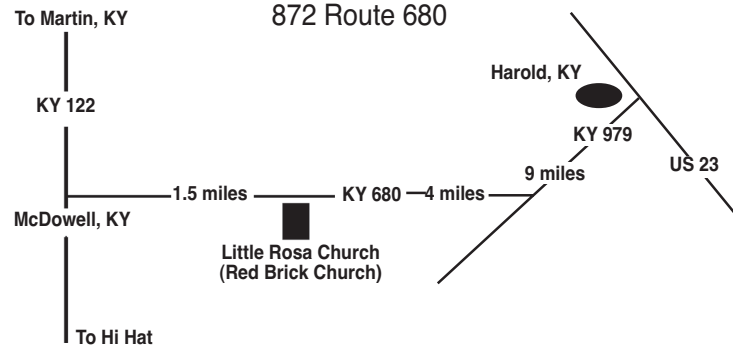 872 Route 680
To Martin, KY
Harold, KY
KY 122
KY 979
US 23
9 miles
1.5 miles
KY 680
4 miles
McDowell, KY
Little Rosa Church
(Red Brick Church)
To Hi Hat